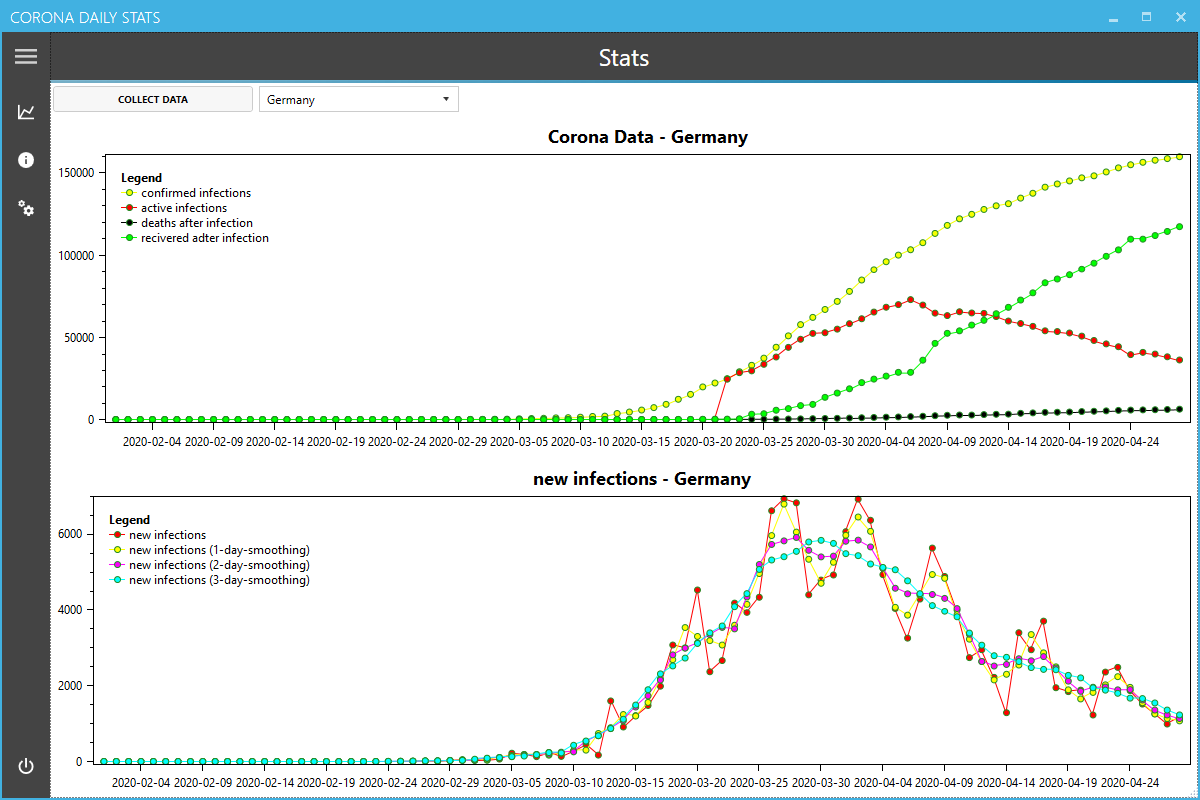 CORONA DAILY STATS
Stats
COLLECT DATA
Germany
Corona Data - Germany
Legend
confirmed infections
active infections
deaths after infection
recivered adter infection
150000
100000
50000
0
2020-02-04 2020-02-09 2020-02-14 2020-02-19 2020-02-24 2020-02-29 2020-03-05 2020-03-10 2020-03-15 2020-03-20 2020-03-25 2020-03-30 2020-04-04 2020-04-09 2020-04-14 2020-04-19 2020-04-24
new infections - Germany
Legend
new infections
new infections (1-day-smoothing)
new infections (2-day-smoothing)
new infections (3-day-smoothing)
6000
4000
2000
0
2020-02-04 2020-02-09 2020-02-14 2020-02-19 2020-02-24 2020-02-29 2020-03-05 2020-03-10 2020-03-15 2020-03-20 2020-03-25 2020-03-30 2020-04-04 2020-04-09 2020-04-14 2020-04-19 2020-04-24